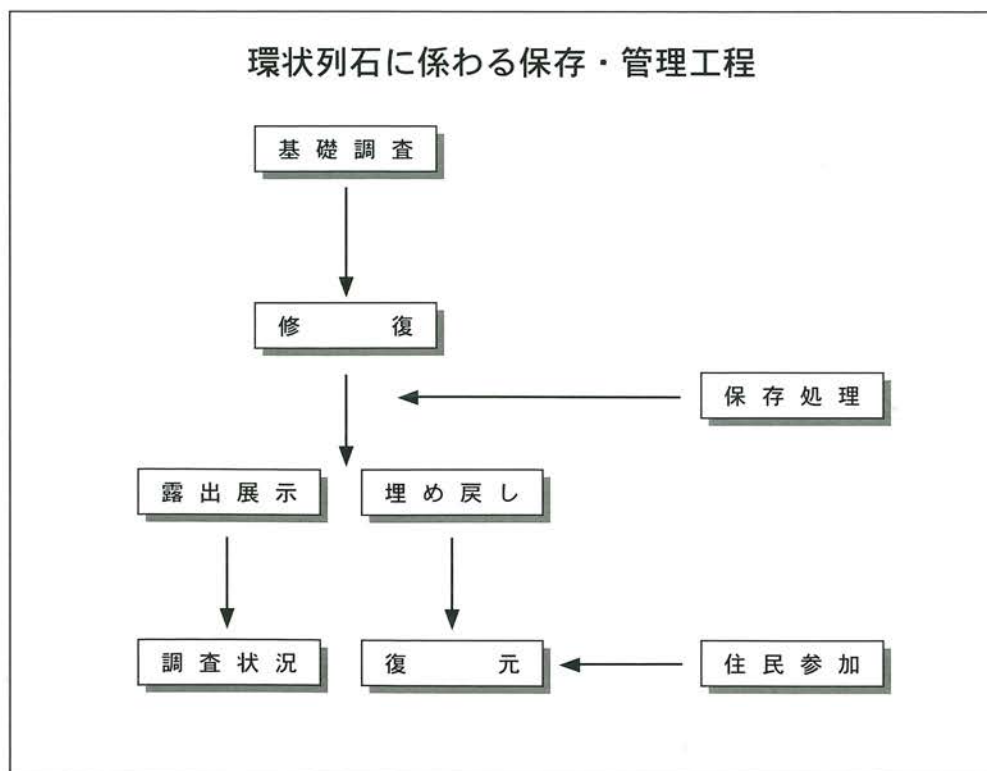 環状列石に係わる保存・管理工程
基礎調査
修復
保存処理
露出展示
埋め戻し
調査状況
復元
住民参加